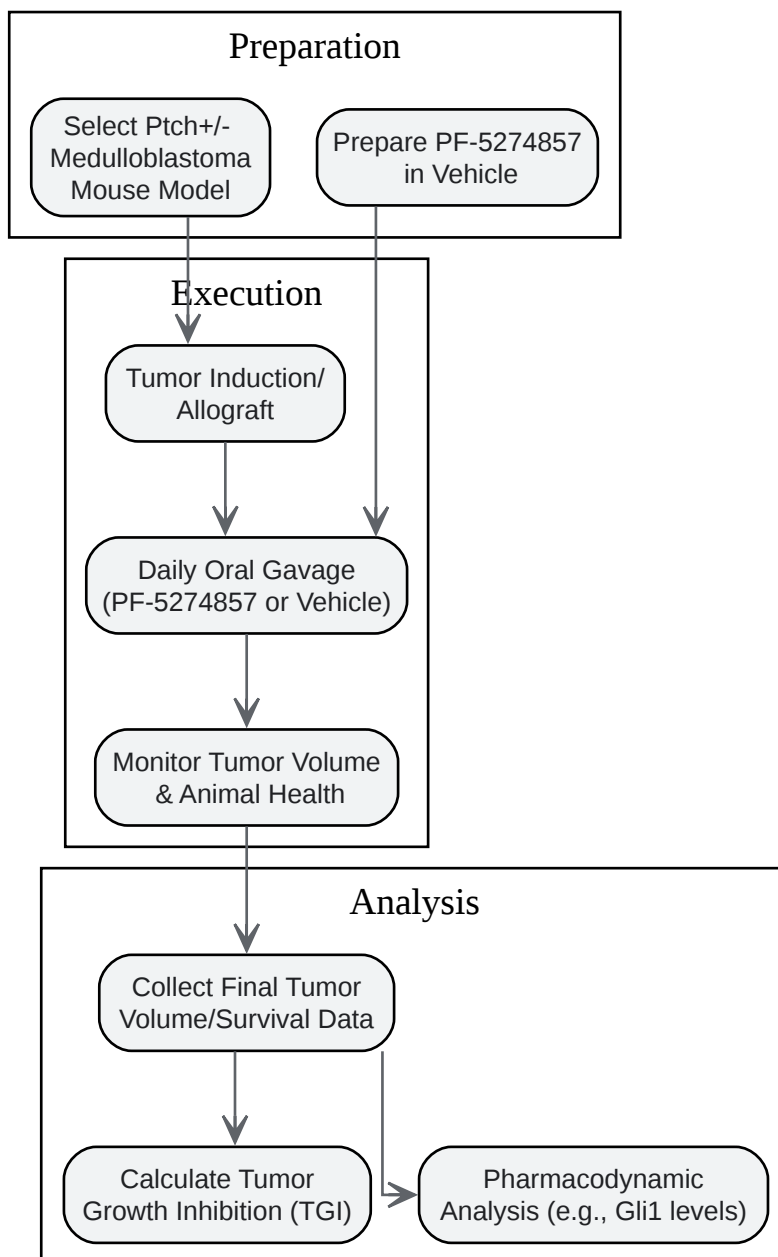 Preparation
Select Ptch+/-
Medulloblastoma
Mouse Model
Prepare PF-5274857
in Vehicle
Execution
Tumor Induction/
Allograft
Daily Oral Gavage
(PF-5274857 or Vehicle)
Monitor Tumor Volume
& Animal Health
Analysis
Collect Final Tumor
Volume/Survival Data
Calculate Tumor
Growth Inhibition (TGI)
Pharmacodynamic
Analysis (e.g., Gli1 levels)